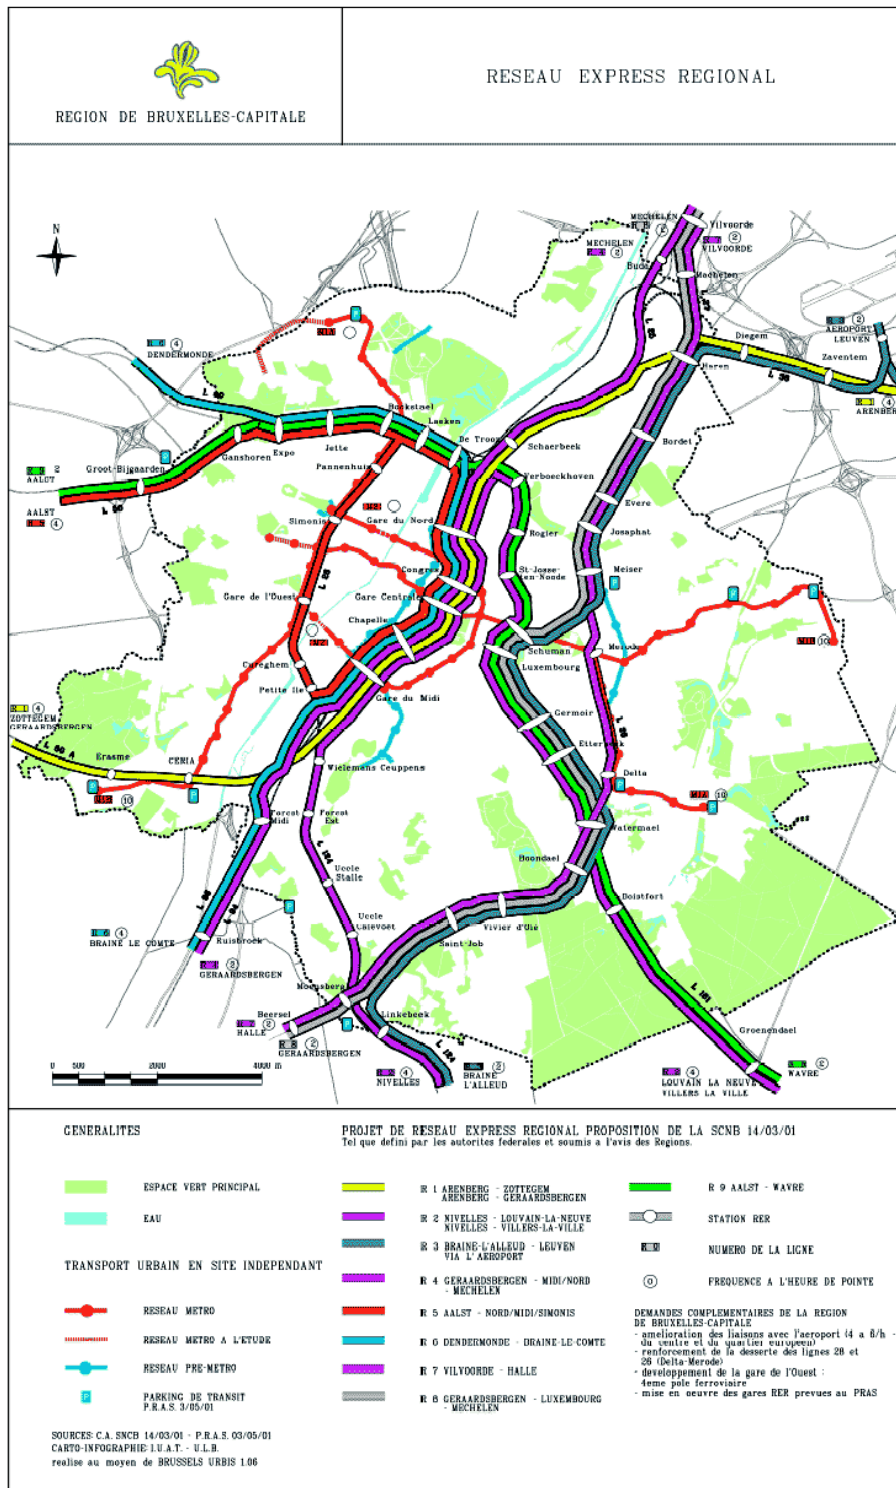 RESEAU EXPRESS REGIONAL
REGION DE BRUXELLES-CAPITALE
N
MECHELEN
Vilvoorde
MECHELEN
VILVOORDE
Buda
Machelen
AEROPORT
LEUVEN
Diegem
Zaventem
Haren
L 36
ARENBERG
DENDERMONDE
L 60
Bockstael
Laeken
De Troos
Schaerbeek
Bordet
Jette
Expo
Ganshoren
Pannenhuis
Groot-Bijgaarden
AALST
AALST
L 50
Verboeckhoven
Evere
Simonis
Gare du Nord
Rogier
Josaphat
Congres
St-Josse-
ten-Noode
Meiser
L 28
Gare de l'Ouest
Gare Centrale
Chapelle
Schuman
Merode
Luxembourg
Cureghem
Petite Ile
Gare du Midi
Germoir
ZOTTEGEM
GERAARDSBERGEN
L 50 A
Erasme
CERIA
Etterbeek
Delta
Wielemans Ceuppens
Forest
Midi
Forest
Est
Watermael
L 124
Boondael
Uccle
Stalle
Boistfort
Uccle
Calevoet
Vivier d'Oie
Saint-Job
BRAINE LE COMTE
Ruisbroek
GERAARDSBERGEN
L 161
Moensberg
Beersel
HALLE
Linkebeek
GERAARDSBERGEN
Groenendael
L 124
NIVELLES
BRAINE
L'ALLEUD
LOUVAIN LA NEUVE
VILLERS LA VILLE
WAVRE
0 500 2000 4000 m
GENERALITES
ESPACE VERT PRINCIPAL
EAU
TRANSPORT URBAIN EN SITE INDEPENDANT
RESEAU METRO
RESEAU METRO A L'ETUDE
RESEAU PRE-METRO
P PARKING DE TRANSIT
P.R.A.S. 3/05/01
SOURCES: C.A. SNCB 14/03/01 - P.R.A.S. 03/05/01
CARTO-INFOGRAPHIE: I.U.A.T. - U.L.B.
realise au moyen de BRUSSELS URBIS 1.06
PROJET DE RESEAU EXPRESS REGIONAL PROPOSITION DE LA SCNB 14/03/01
Tel que defini par les autorites federales et soumis a l'avis des Regions.
R 1 ARENBERG - ZOTTEGEM
ARENBERG - GERAARDSBERGEN
R 2 NIVELLES - LOUVAIN-LA-NEUVE
NIVELLES - VILLERS-LA-VILLE
R 3 BRAINE-L'ALLEUD - LEUVEN
VIA L'AEROPORT
R 4 GERAARDSBERGEN - MIDI/NORD
- MECHELEN
R 5 AALST - NORD/MIDI/SIMONIS
R 6 DENDERMONDE - BRAINE-LE-COMTE
R 7 VILVOORDE - HALLE
R 8 GERAARDSBERGEN - LUXEMBOURG
- MECHELEN
R 9 AALST - WAVRE
STATION RER
NUMERO DE LA LIGNE
FREQUENCE A L'HEURE DE POINTE
DEMANDES COMPLEMENTAIRES DE LA REGION
DE BRUXELLES-CAPITALE
- amelioration des liaisons avec l'aeroport (4 a 6/h -
du centre et du quartier europeen)
- renforcement de la desserte des lignes 28 et
26 (Delta-Merode)
- developpement de la gare de l'Ouest :
4eme pole ferroviaire
- mise en oeuvre des gares RER prevues au PRAS